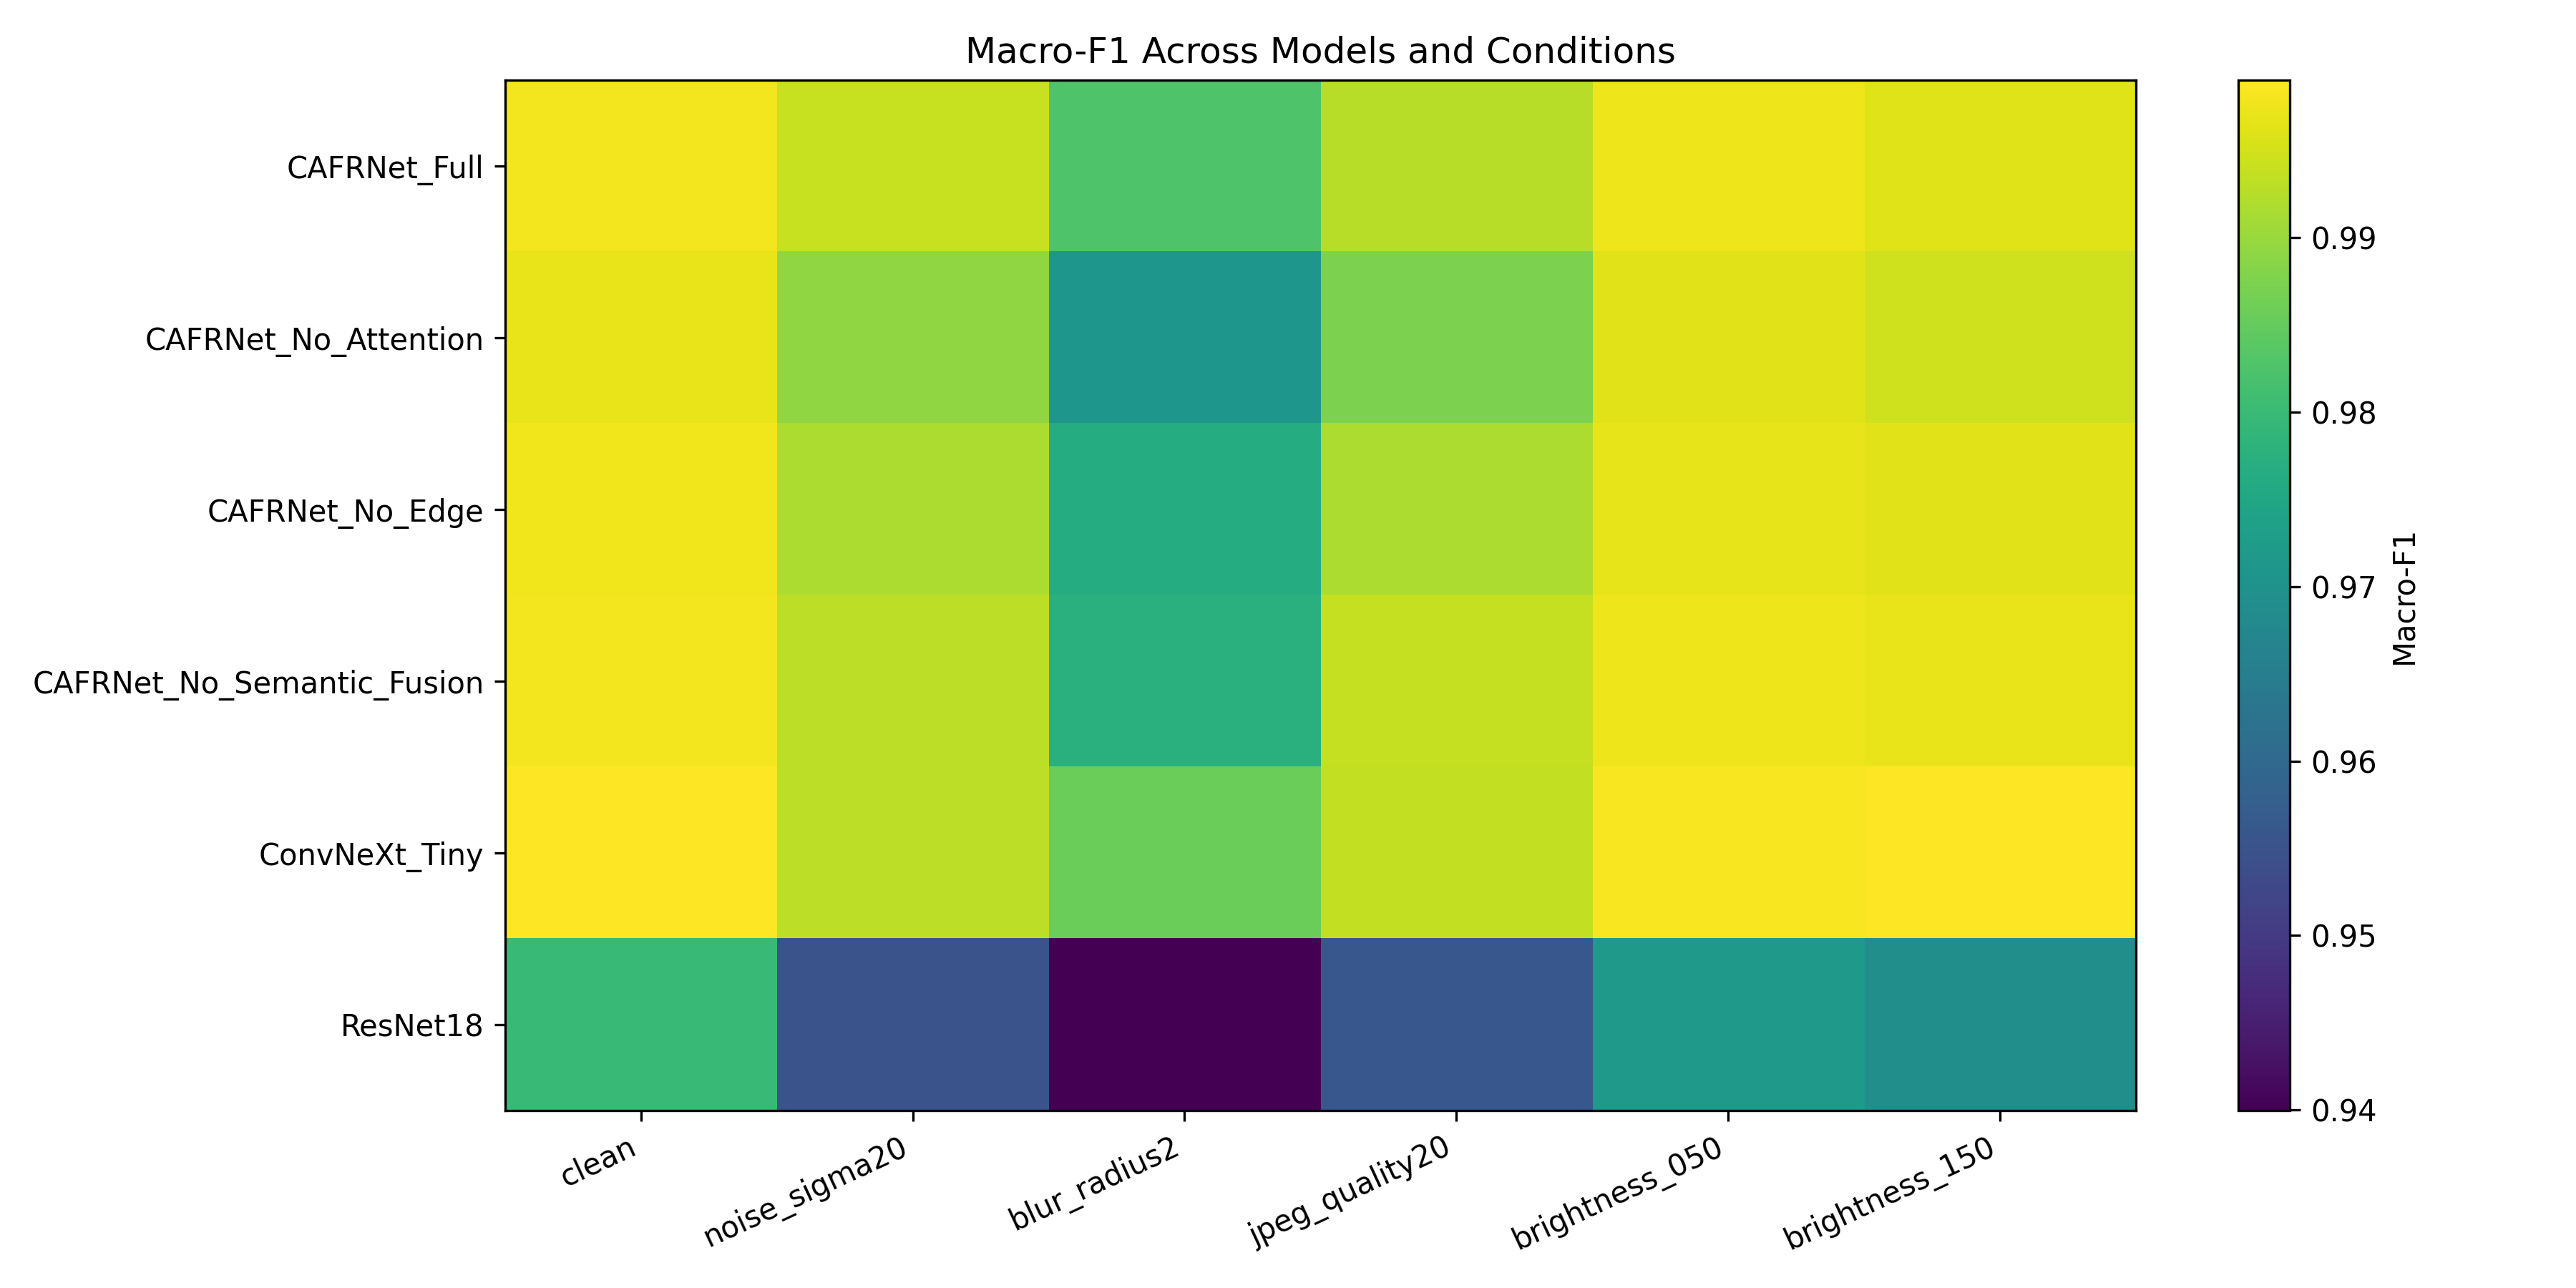 Macro-F1 Across Models and Conditions
CAFRNet_Full
CAFRNet_No_Attention
CAFRNet_No_Edge
CAFRNet_No_Semantic_Fusion
ConvNeXt_Tiny
ResNet18
clean
noise_sigma20
blur_radius2
jpeg_quality20
brightness_050
brightness_150
0.99
0.98
0.97
0.96
0.95
0.94
Macro-F1